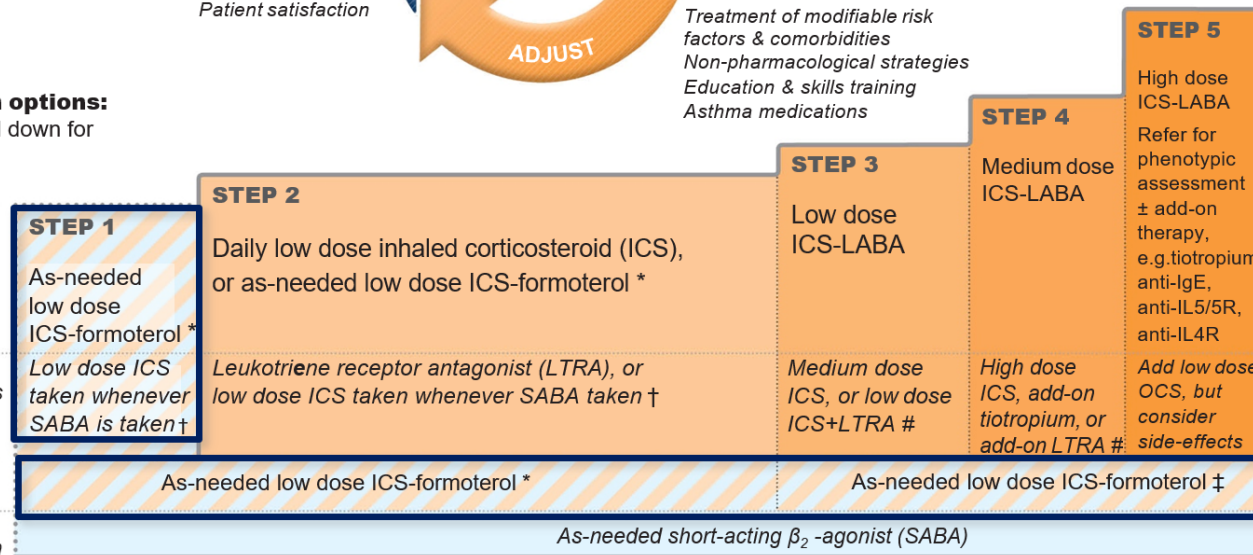 Patient satisfaction
ADJUST
Treatment of modifiable risk
factors & comorbidities
Non-pharmacological strategies
Education & skills training
Asthma medications
options:
down for
STEP 1
As-needed
low dose
ICS-formoterol *
Low dose ICS
taken whenever
SABA is taken †
STEP 2
Daily low dose inhaled corticosteroid (ICS),
or as-needed low dose ICS-formoterol *
Leukotriene receptor antagonist (LTRA), or
low dose ICS taken whenever SABA taken †
STEP 3
Low dose
ICS-LABA
Medium dose
ICS, or low dose
ICS+LTRA #
STEP 4
Medium dose
ICS-LABA
High dose
ICS, add-on
tiotropium, or
add-on LTRA #
STEP 5
High dose
ICS-LABA
Refer for
phenotypic
assessment
± add-on
therapy,
e.g.tiotropium
anti-IgE,
anti-IL5/5R,
anti-IL4R
Add low dose
OCS, but
consider
side-effects
As-needed low dose ICS-formoterol *
As-needed low dose ICS-formoterol ‡
As-needed short-acting β₂ -agonist (SABA)